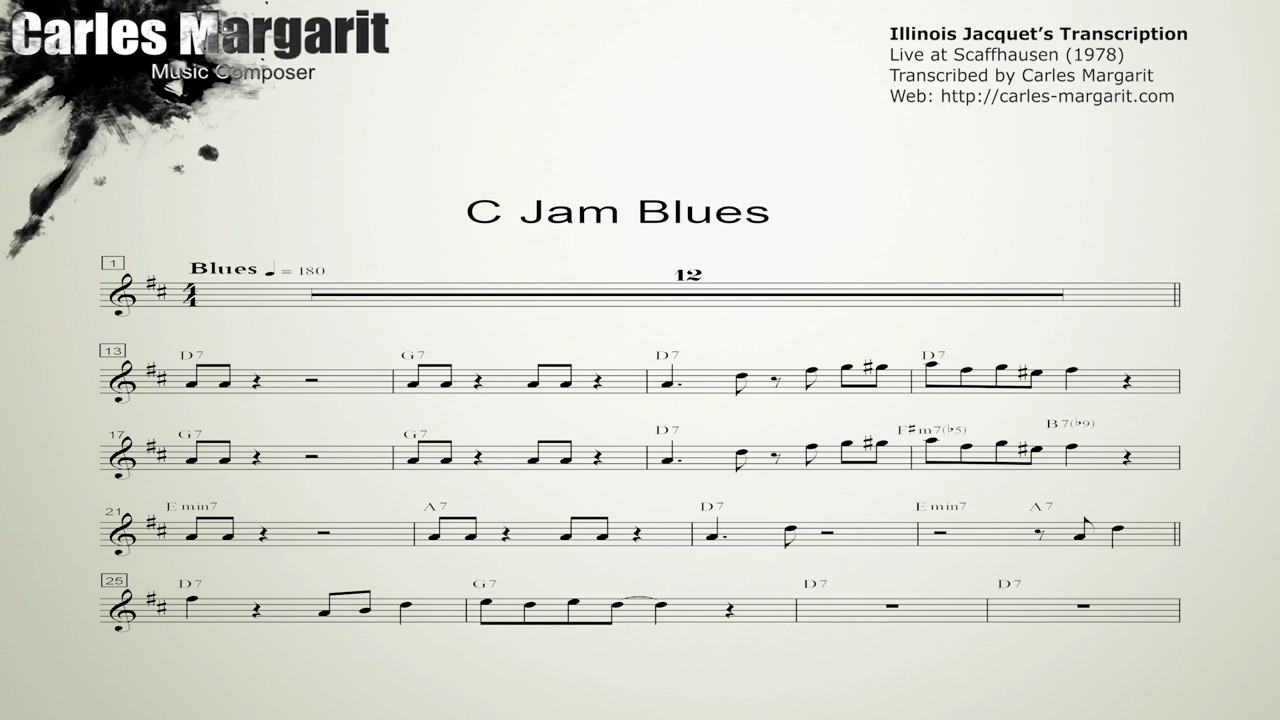 Carles Margarit
Music Composer
Illinois Jacquet's Transcription
Live at Scaffhausen (1978)
Transcribed by Carles Margarit
Web: http://carles-margarit.com
C Jam Blues
1
Blues ♩ = 180
12
4
4
13
D7 G7 D7 D7
17
G7 G7 D7 F♯m7(♭5) B7(♭9)
21
E min7 A7 D7 E min7 A7
25
D7 G7 D7 D7